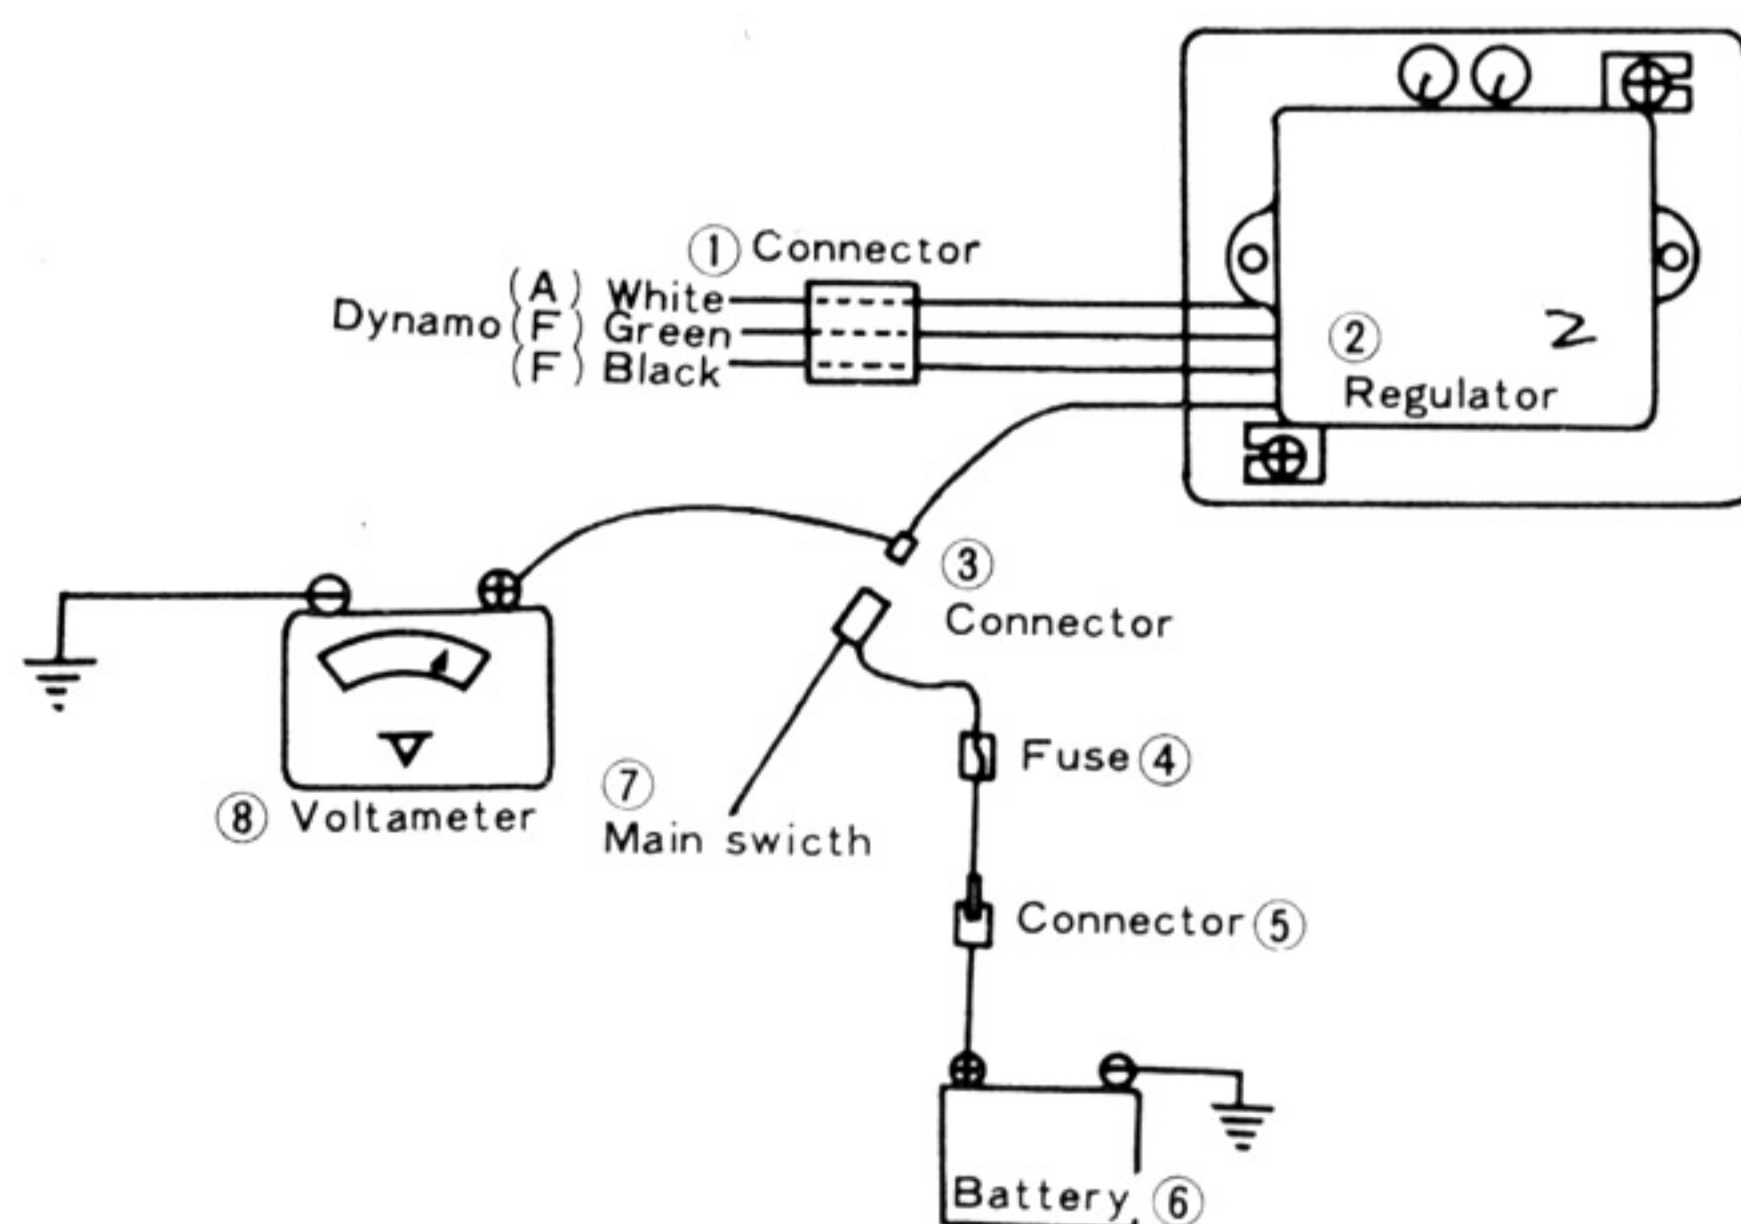 ① Connector
Dynamo (A) White
(F) Green
(F) Black
② Regulator
③ Connector
Fuse ④
⑦ Main swicth
⑧ Voltameter
Connector ⑤
Battery ⑥